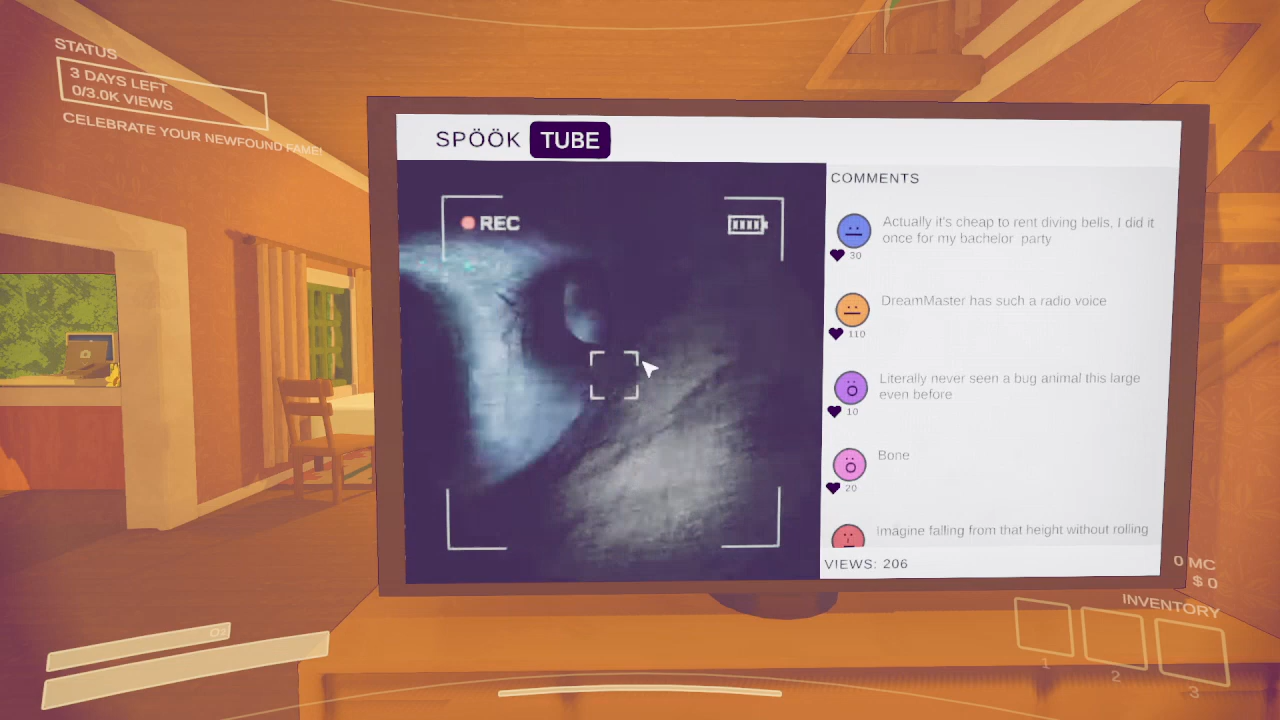 STATUS
3 DAYS LEFT
0/3.0K VIEWS
CELEBRATE YOUR NEWFOUND FAME!
SPÖÖK TUBE
REC
COMMENTS
Actually it's cheap to rent diving bells, I did it
once for my bachelor party
30
DreamMaster has such a radio voice
110
Literally never seen a bug animal this large
even before
10
Bone
20
Imagine falling from that height without rolling
VIEWS: 206
0 MC
$ 0
INVENTORY
1
2
3
O2